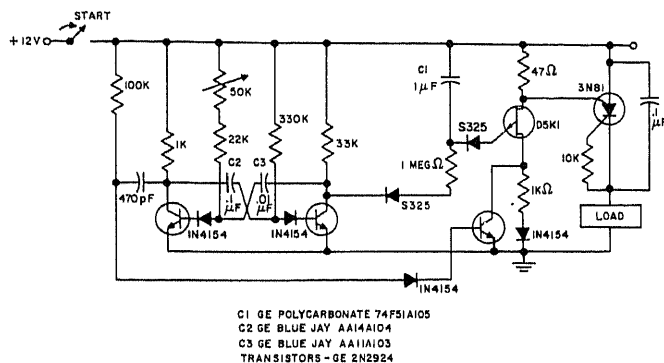 START
+12V
100K
1K
50K
22K
330K
33K
C1
1µF
47Ω
3N81
.1
µF
S325
D5K1
1 MEG Ω
10K
470pF
C2
.1
µF
C3
.01
µF
S325
1KΩ
LOAD
1N4154
1N4154
1N4154
1N4154
C1 GE POLYCARBONATE 74F51A105
C2 GE BLUE JAY AA14A104
C3 GE BLUE JAY AA11A103
TRANSISTORS - GE 2N2924